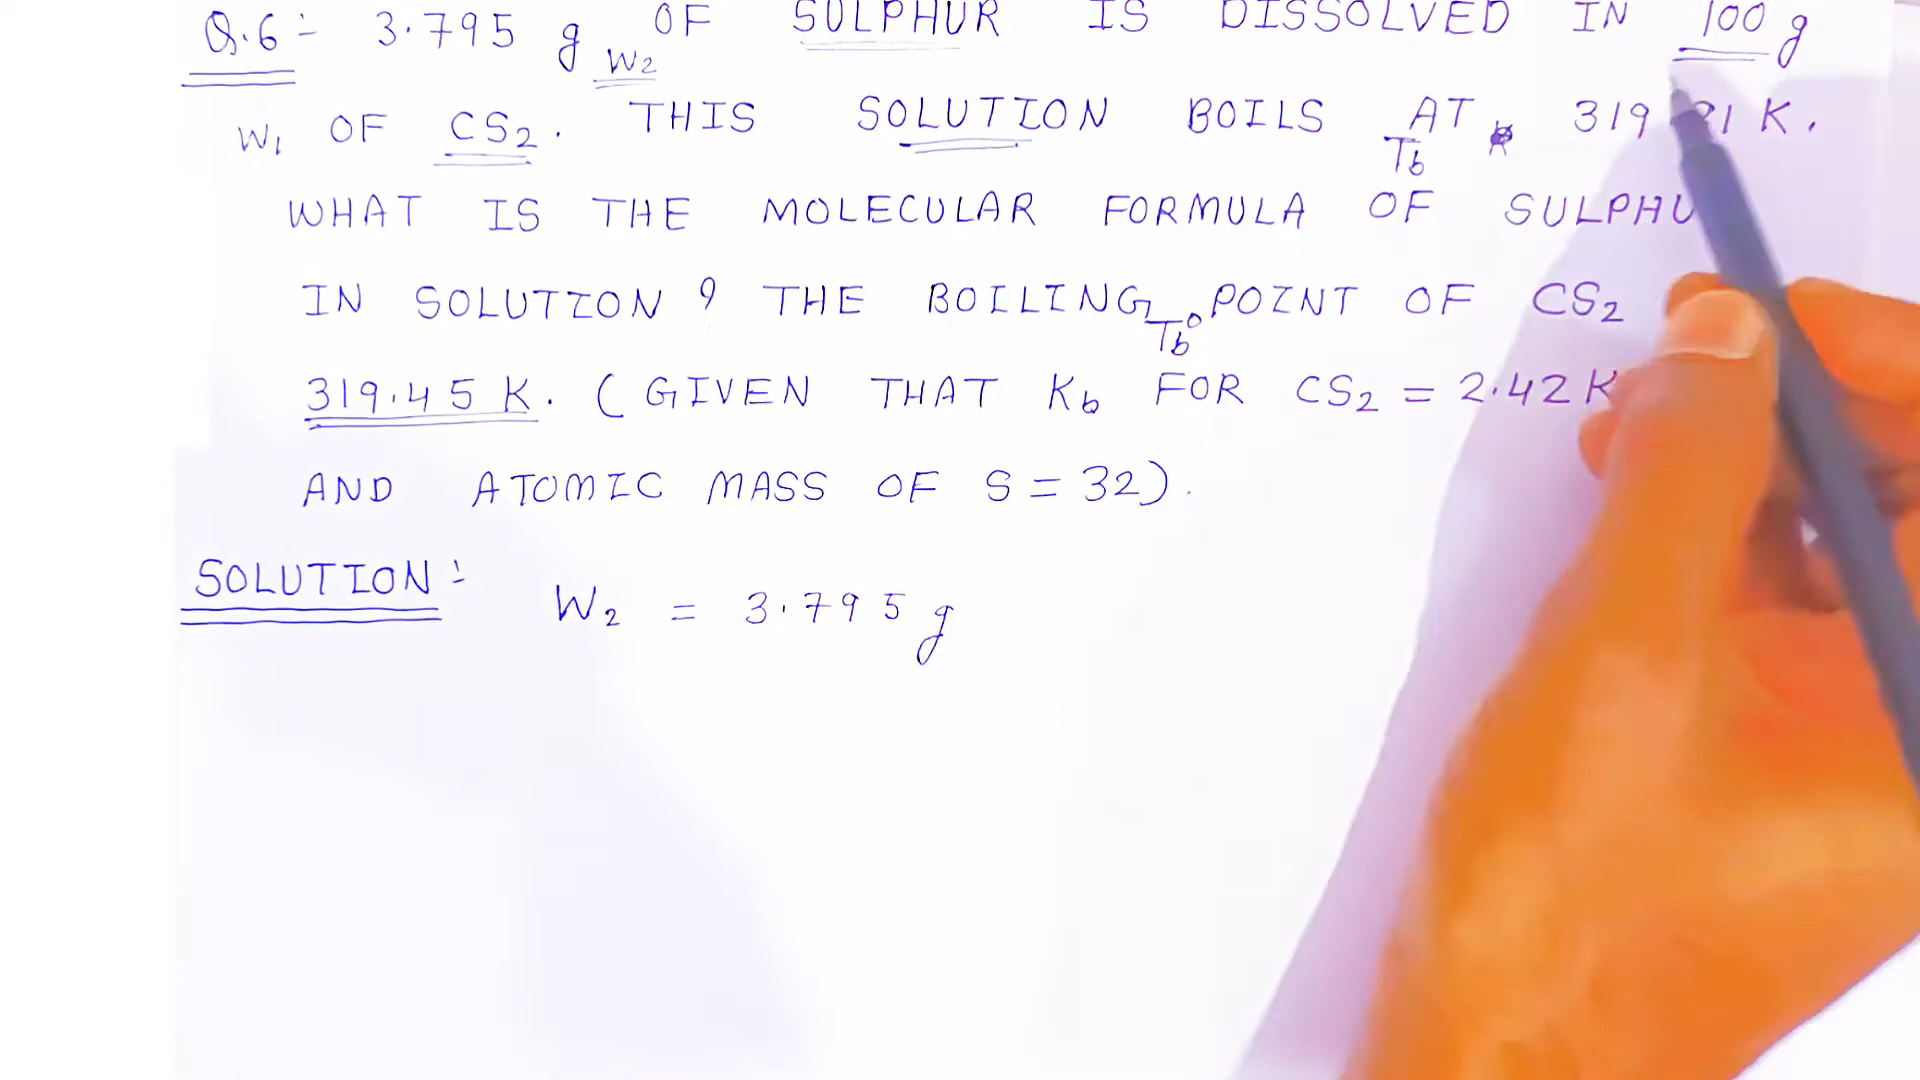 Q.6:- 3.795 g OF SULPHUR IS DISSOLVED IN 100 g
W2
W1 OF CS2. THIS SOLUTION BOILS AT K.
Tb
WHAT IS THE MOLECULAR FORMULA OF
IN SOLUTION ? THE BOILING POINT OF CS2
Tb°
319.45 K. (GIVEN THAT Kb FOR CS2 = 2.42 K
AND ATOMIC MASS OF S = 32).
SOLUTION:- W2 = 3.795 g